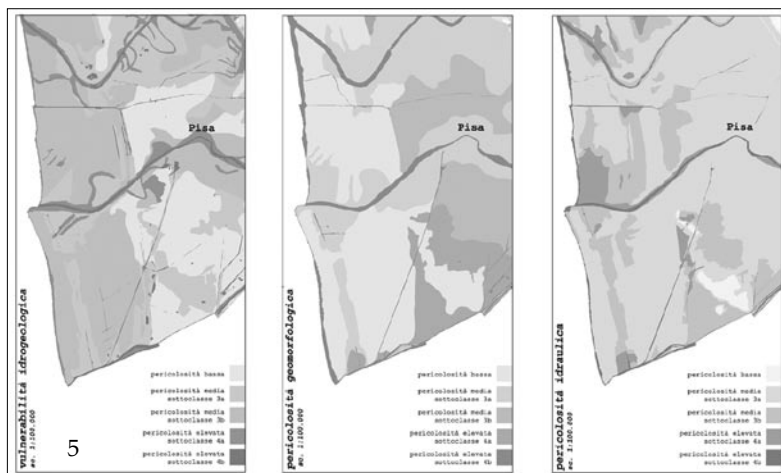 Pisa
vulnerabilità idrogeologica
sc. 1:100.000
pericolosità bassa
pericolosità media
sottoclasse 3a
pericolosità media
sottoclasse 3b
pericolosità elevata
sottoclasse 4a
pericolosità elevata
sottoclasse 4b
5
Pisa
pericolosità geomorfologica
sc. 1:100.000
pericolosità bassa
pericolosità media
sottoclasse 3a
pericolosità media
sottoclasse 3b
pericolosità elevata
sottoclasse 4a
pericolosità elevata
sottoclasse 4b
Pisa
pericolosità idraulica
sc. 1:100.000
pericolosità bassa
pericolosità media
sottoclasse 3a
pericolosità media
sottoclasse 3b
pericolosità elevata
sottoclasse 4a
pericolosità elevata
sottoclasse 4b